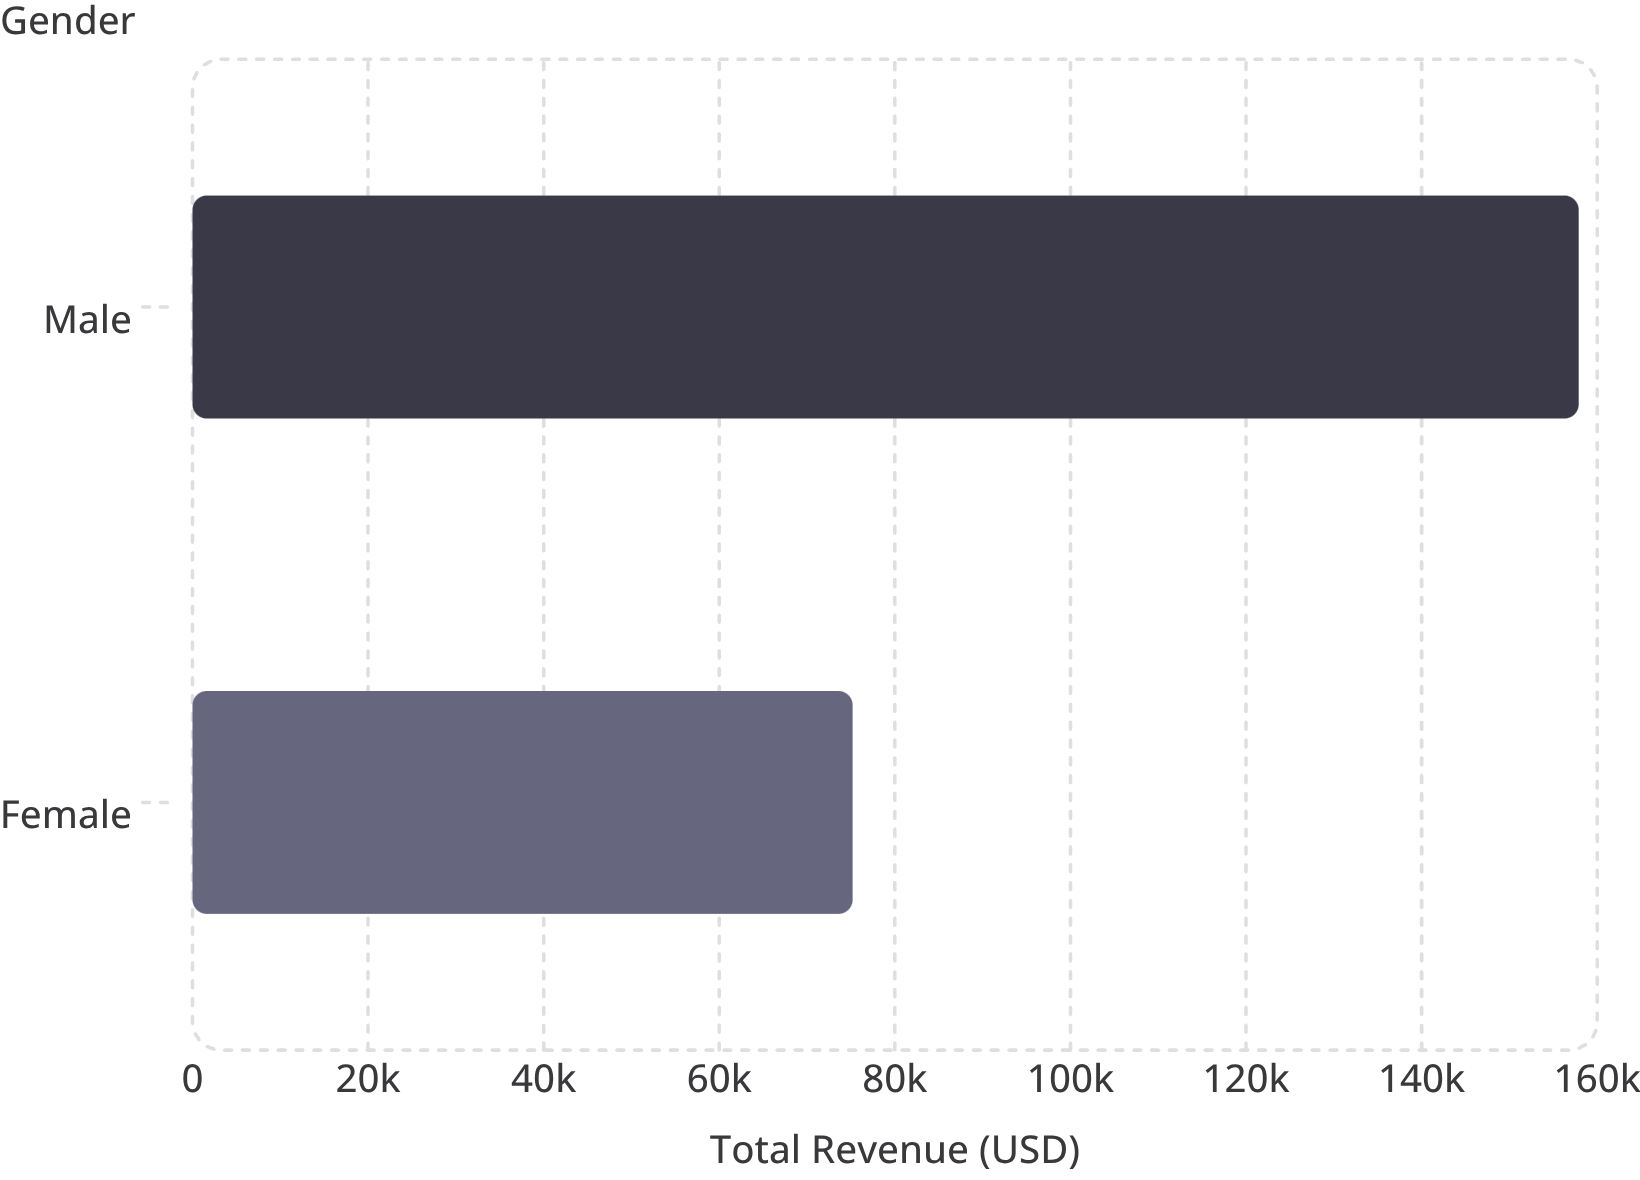 Gender
Male
Female
0 20k 40k 60k 80k 100k 120k 140k 160k
Total Revenue (USD)